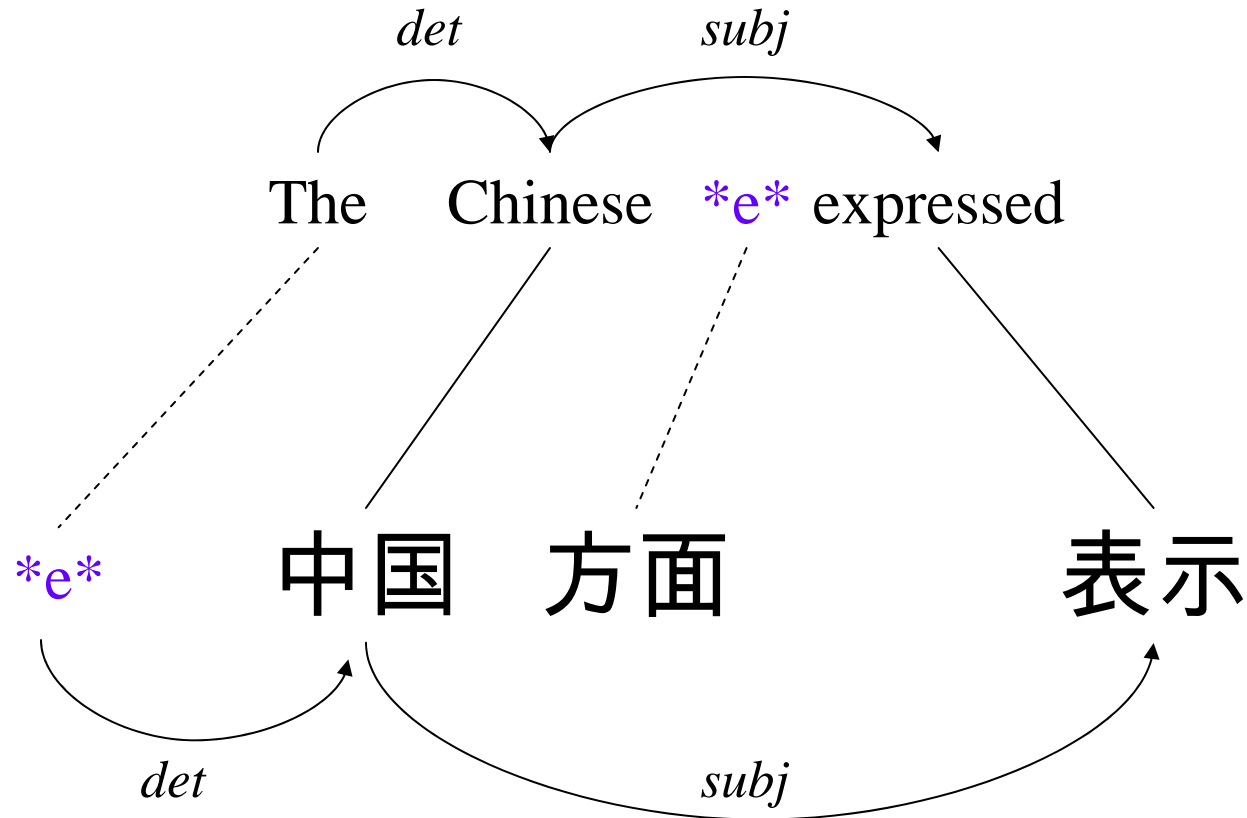 det subj
The Chinese *e* expressed
*e* 中国 方面 表示
det subj